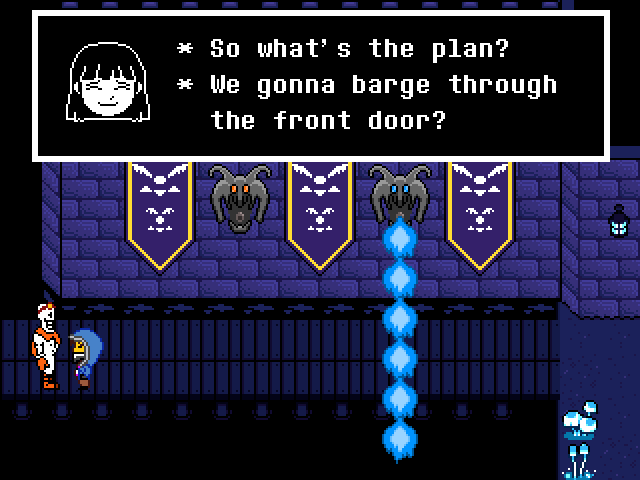 * So what's the plan?
* We gonna barge through
the front door?